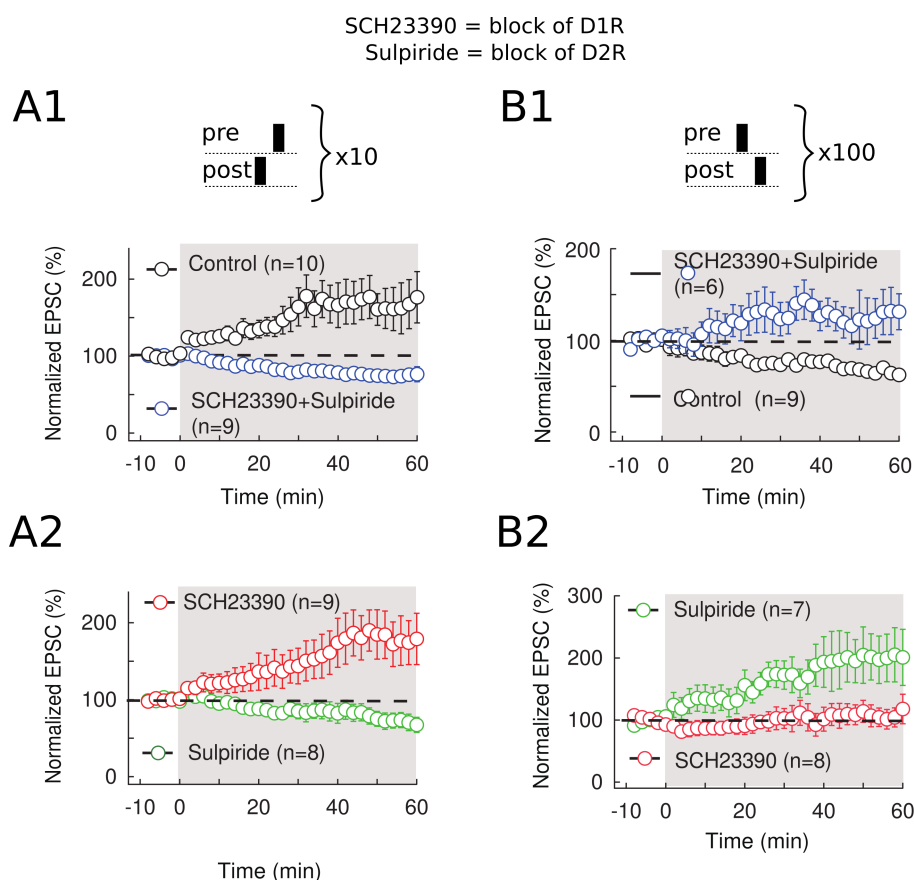 SCH23390 = block of D1R
Sulpiride = block of D2R
A1
pre
post
x10
Normalized EPSC (%)
200
100
0
Control (n=10)
SCH23390+Sulpiride
(n=9)
-10 0 20 40 60
Time (min)
B1
pre
post
x100
Normalized EPSC (%)
200
100
0
SCH23390+Sulpiride
(n=6)
Control (n=9)
-10 0 20 40 60
Time (min)
A2
Normalized EPSC (%)
200
100
0
SCH23390 (n=9)
Sulpiride (n=8)
-10 0 20 40 60
Time (min)
B2
Normalized EPSC (%)
300
200
100
0
Sulpiride (n=7)
SCH23390 (n=8)
-10 0 20 40 60
Time (min)